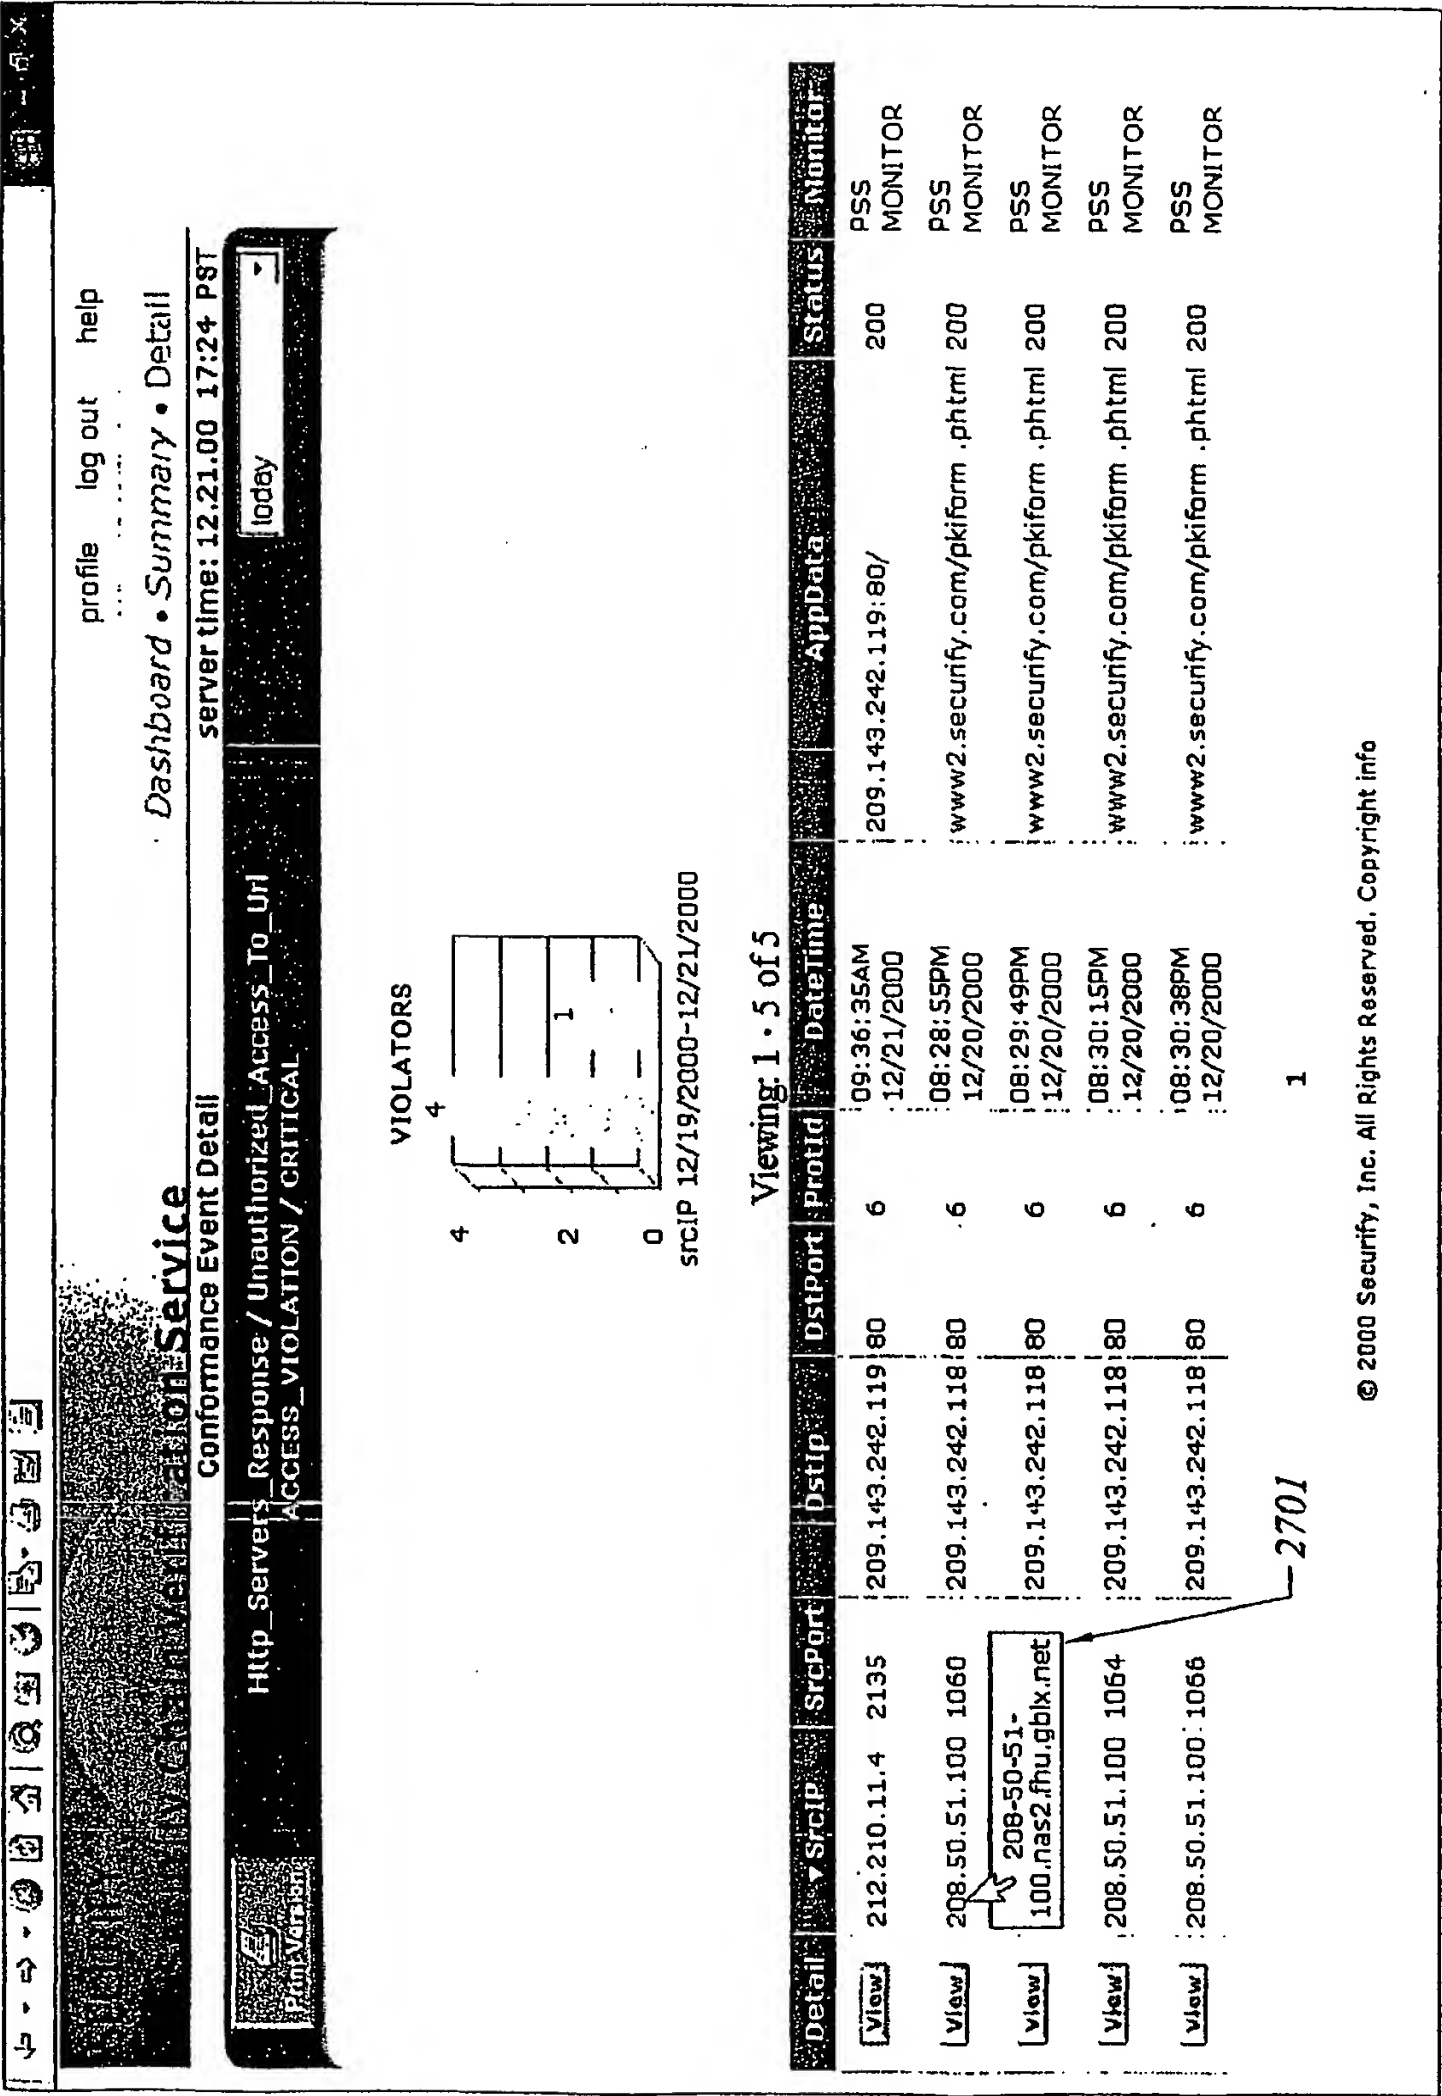 profile log out help
Dashboard • Summary • Detail
Service
Conformance Event Detail server time: 12.21.00 17:24 PST
Print Version
Http_Servers_Response / Unauthorized_Access_To_Url
ACCESS_VIOLATION / CRITICAL
today
VIOLATORS
4
4
2
1
0
srcIP 12/19/2000-12/21/2000
Viewing: 1 - 5 of 5
Detail SrcIP SrcPort DstIp DstPort ProtId DateTime AppData Status Monitor
View 212.210.11.4 2135 209.143.242.119 80 6 09:36:35AM 209.143.242.119:80/ 200 PSS
12/21/2000 MONITOR
View 208.50.51.100 1060 209.143.242.118 80 6 08:28:55PM www2.securify.com/pkiform.phtml 200 PSS
12/20/2000 MONITOR
208-50-51-
View 209.143.242.118 80 6 08:29:49PM www2.securify.com/pkiform.phtml 200 PSS
100.nas2.fhu.gblx.net 12/20/2000 MONITOR
View 208.50.51.100 1064 209.143.242.118 80 6 08:30:15PM www2.securify.com/pkiform.phtml 200 PSS
12/20/2000 MONITOR
View 208.50.51.100 1066 209.143.242.118 80 6 08:30:38PM www2.securify.com/pkiform.phtml 200 PSS
12/20/2000 MONITOR
2701
1
© 2000 Securify, Inc. All Rights Reserved. Copyright info